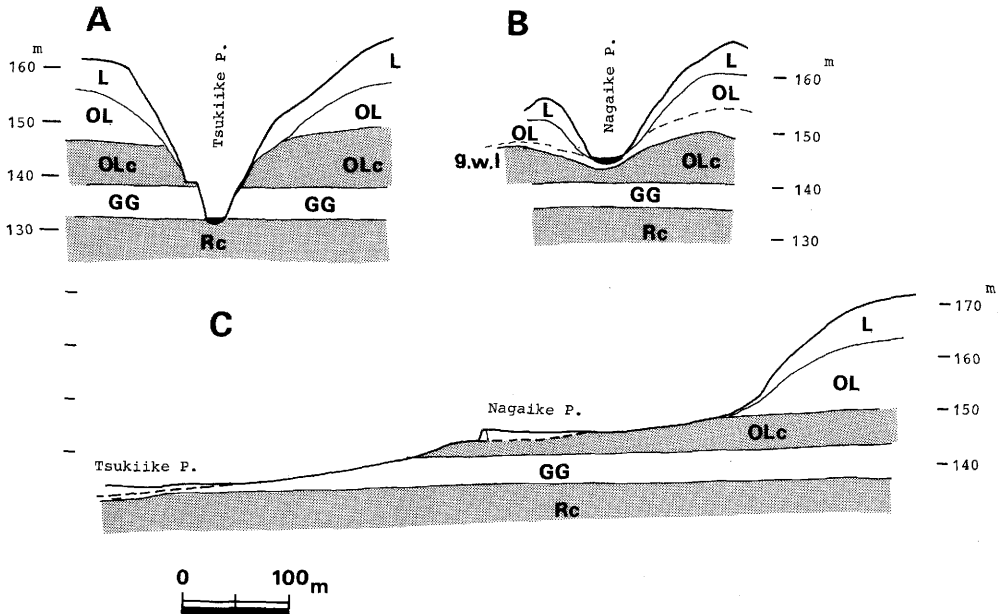 A
m
160
150
140
130
Tsukiike P.
L
L
OL
OL
OLc
OLc
GG
GG
Rc
B
Nagaike P.
m
160
150
140
130
L
L
OL
OL
g.w.l
OLc
GG
Rc
C
m
170
160
150
140
L
OL
OLc
Nagaike P.
Tsukiike P.
GG
Rc
0 100m